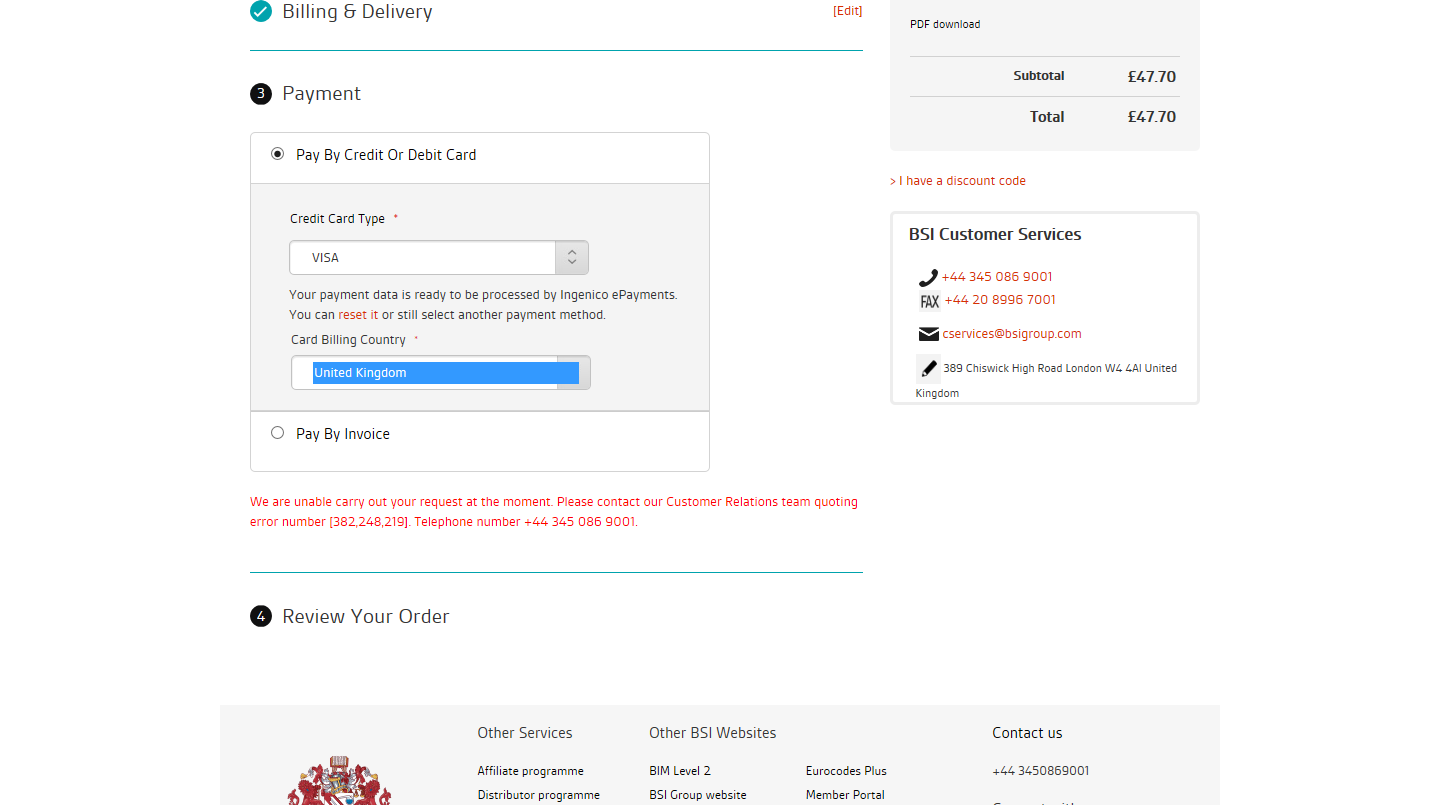 Billing & Delivery
[Edit]
3 Payment
Pay By Credit Or Debit Card
Credit Card Type *
VISA
Your payment data is ready to be processed by Ingenico ePayments.
You can reset it or still select another payment method.
Card Billing Country *
United Kingdom
Pay By Invoice
We are unable carry out your request at the moment. Please contact our Customer Relations team quoting
error number [382,248,219]. Telephone number +44 345 086 9001.
4 Review Your Order
PDF download
Subtotal £47.70
Total £47.70
> I have a discount code
BSI Customer Services
+44 345 086 9001
FAX +44 20 8996 7001
cservices@bsigroup.com
389 Chiswick High Road London W4 4Al United
Kingdom
Other Services
Affiliate programme
Distributor programme
Other BSI Websites
BIM Level 2
BSI Group website
Eurocodes Plus
Member Portal
Contact us
+44 3450869001